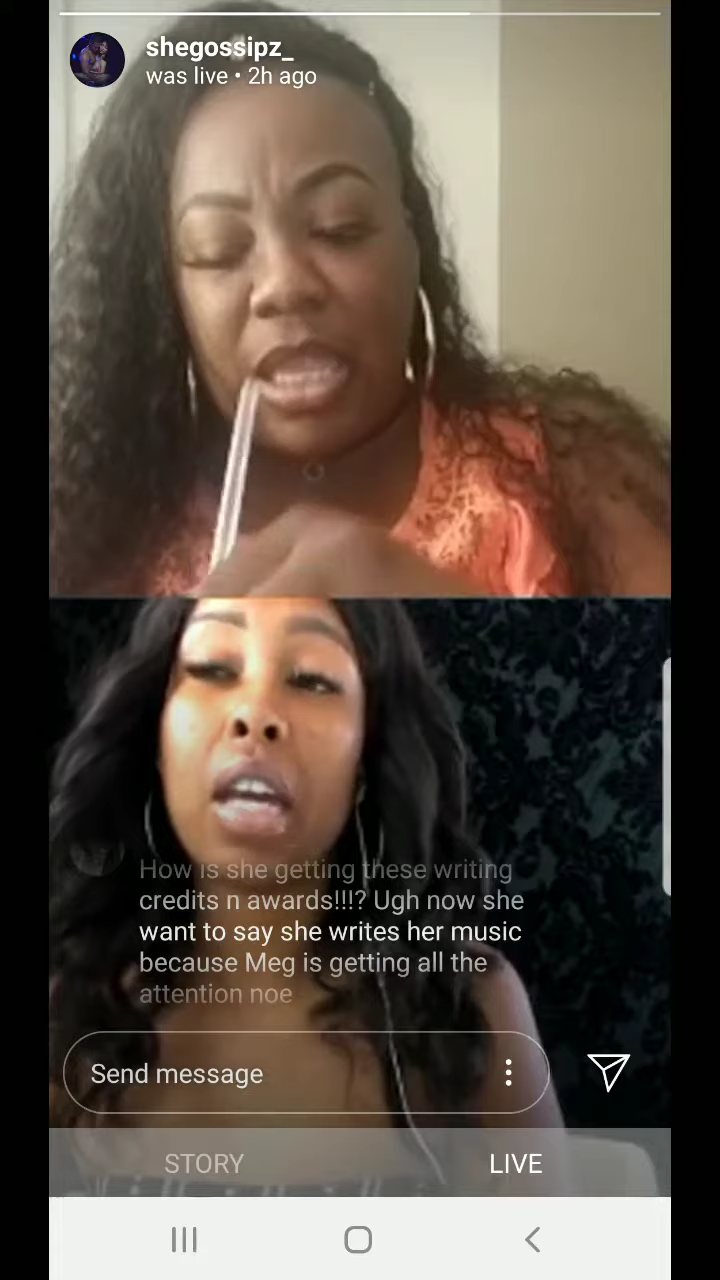 shegossipz_
was live • 2h ago
How is she getting these writing
credits n awards!!!? Ugh now she
want to say she writes her music
because Meg is getting all the
attention noe
Send message
STORY
LIVE